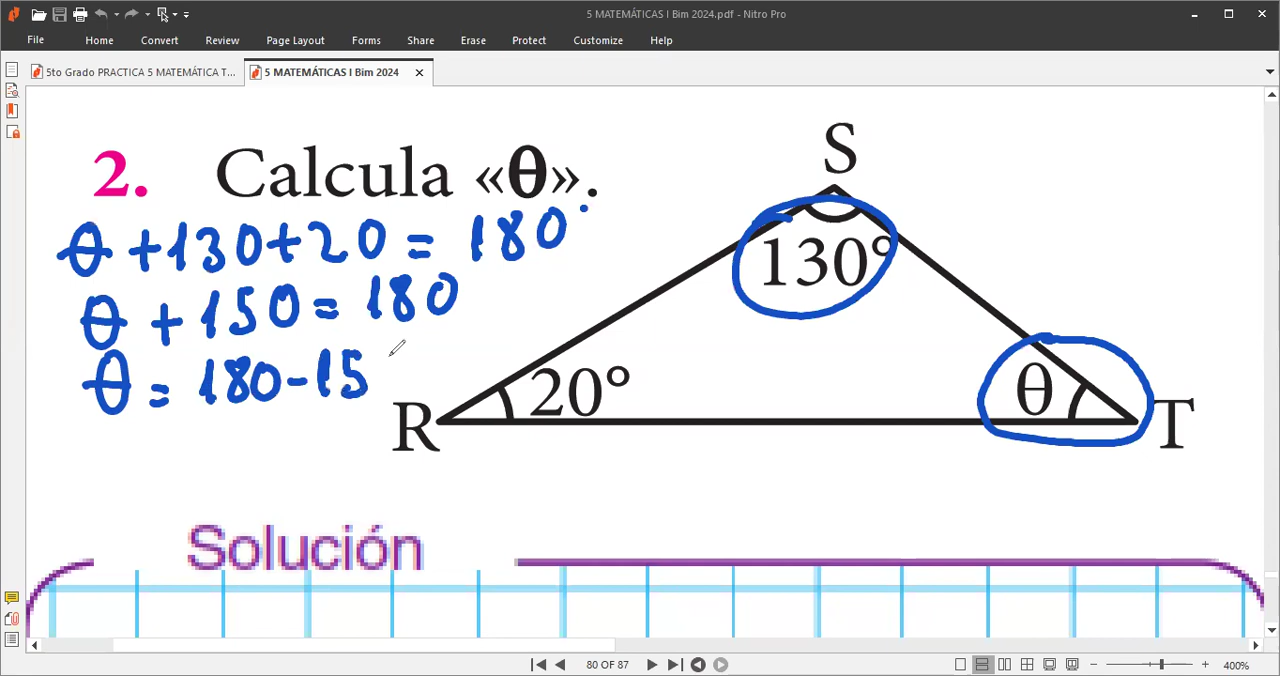 5 MATEMÁTICAS I Bim 2024.pdf - Nitro Pro
File Home Convert Review Page Layout Forms Share Erase Protect Customize Help
5to Grado PRACTICA 5 MATEMÁTICA T... 5 MATEMÁTICAS I Bim 2024
2. Calcula «θ».
θ + 130 + 20 = 180°
θ + 150 = 180
θ = 180 - 15
S
130°
20°
θ
R
T
Solución
80 OF 87
400%